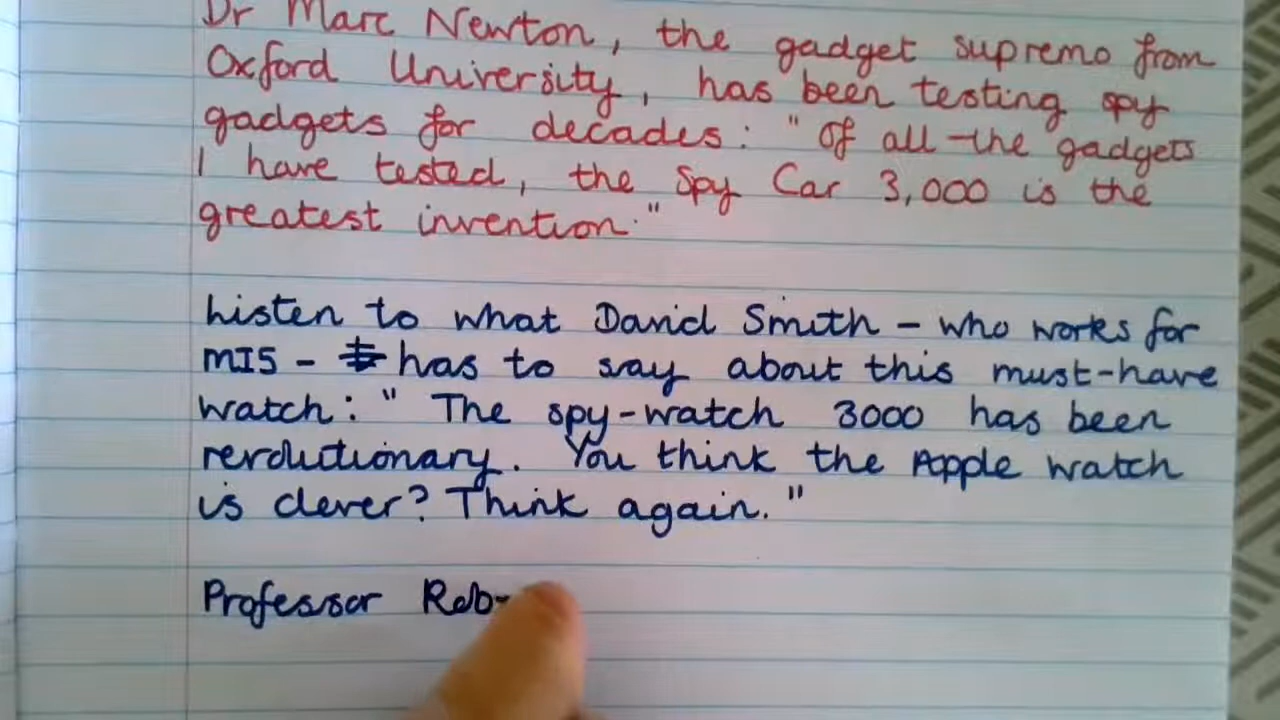 Dr Marc Newton, the gadget supremo from
Oxford University, has been testing spy
gadgets for decades: "Of all the gadgets
I have tested, the Spy Car 3,000 is the
greatest invention."
Listen to what David Smith – who works for
MI5 – has to say about this must-have
watch: "The spy-watch 3000 has been
revolutionary. You think the Apple watch
is clever? Think again."
Professor Rob